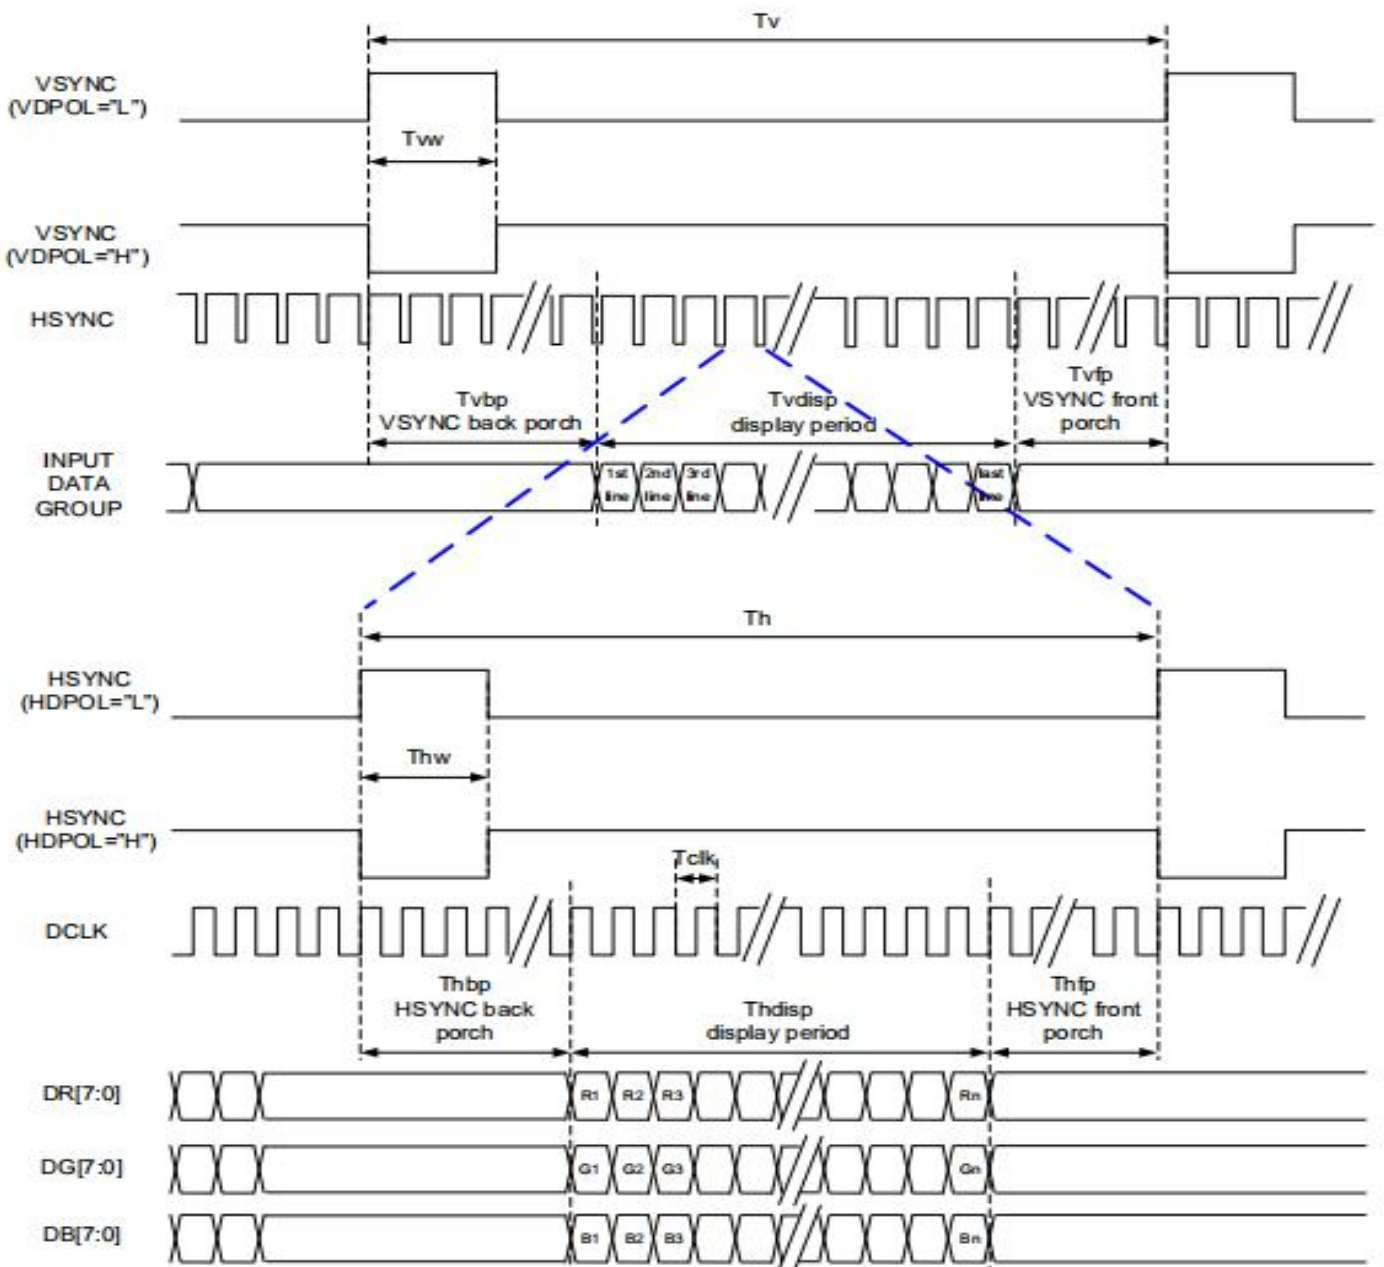 Tv
VSYNC
(VDPOL="L")
Tvw
VSYNC
(VDPOL="H")
HSYNC
Tvbp
VSYNC back porch
Tvdisp
display period
Tvfp
VSYNC front
porch
INPUT
DATA
GROUP
1st
line
2nd
line
3rd
line
last
line
Th
HSYNC
(HDPOL="L")
Thw
HSYNC
(HDPOL="H")
Tclk
DCLK
Thbp
HSYNC back
porch
Thdisp
display period
Thfp
HSYNC front
porch
DR[7:0]
R1 R2 R3 Rn
DG[7:0]
G1 G2 G3 Gn
DB[7:0]
B1 B2 B3 Bn